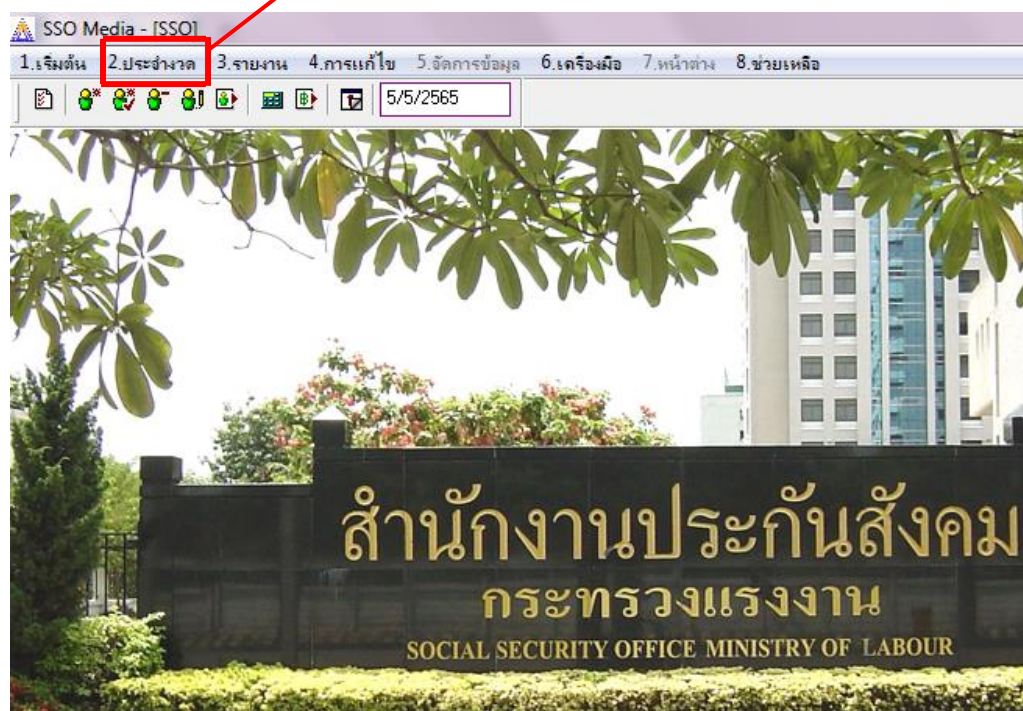 SSO Media - [SSO]
1.เริ่มต้น 2.ประจำงวด 3.รายงาน 4.การแก้ไข 5.จัดการข้อมูล 6.เครื่องมือ 7.หน้าต่าง 8.ช่วยเหลือ
5/5/2565
สำนักงานประกันสังคม
กระทรวงแรงงาน
SOCIAL SECURITY OFFICE MINISTRY OF LABOUR